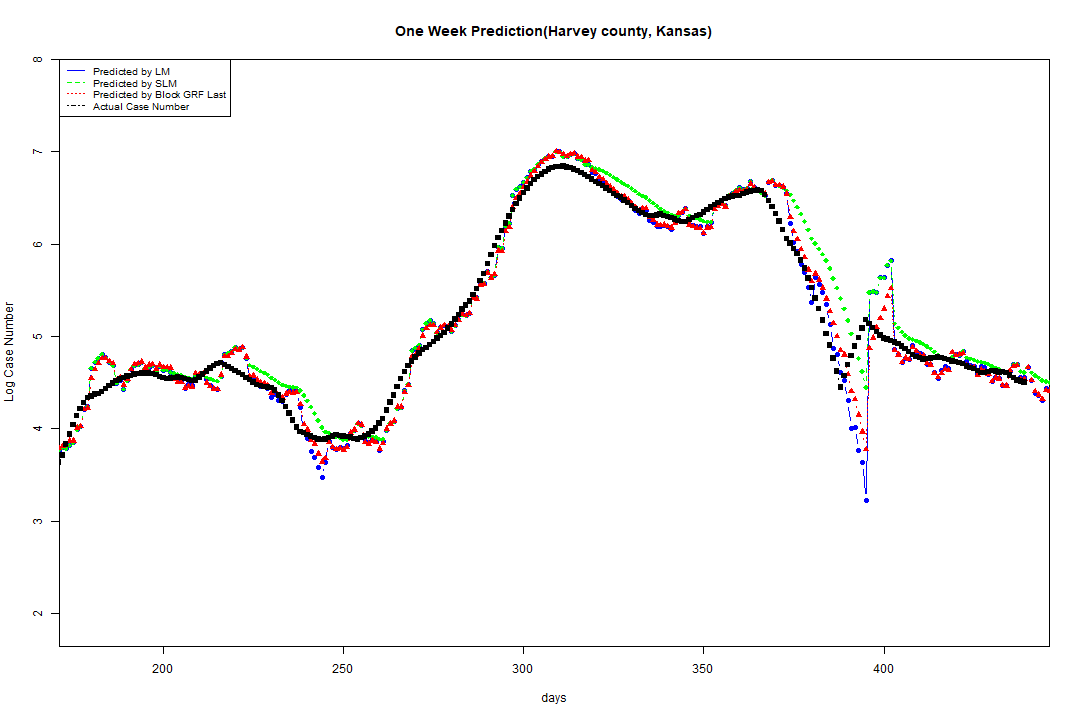 One Week Prediction(Harvey county, Kansas)
Predicted by LM
Predicted by SLM
Predicted by Block GRF Last
Actual Case Number
Log Case Number
8
7
6
5
4
3
2
200 250 300 350 400
days